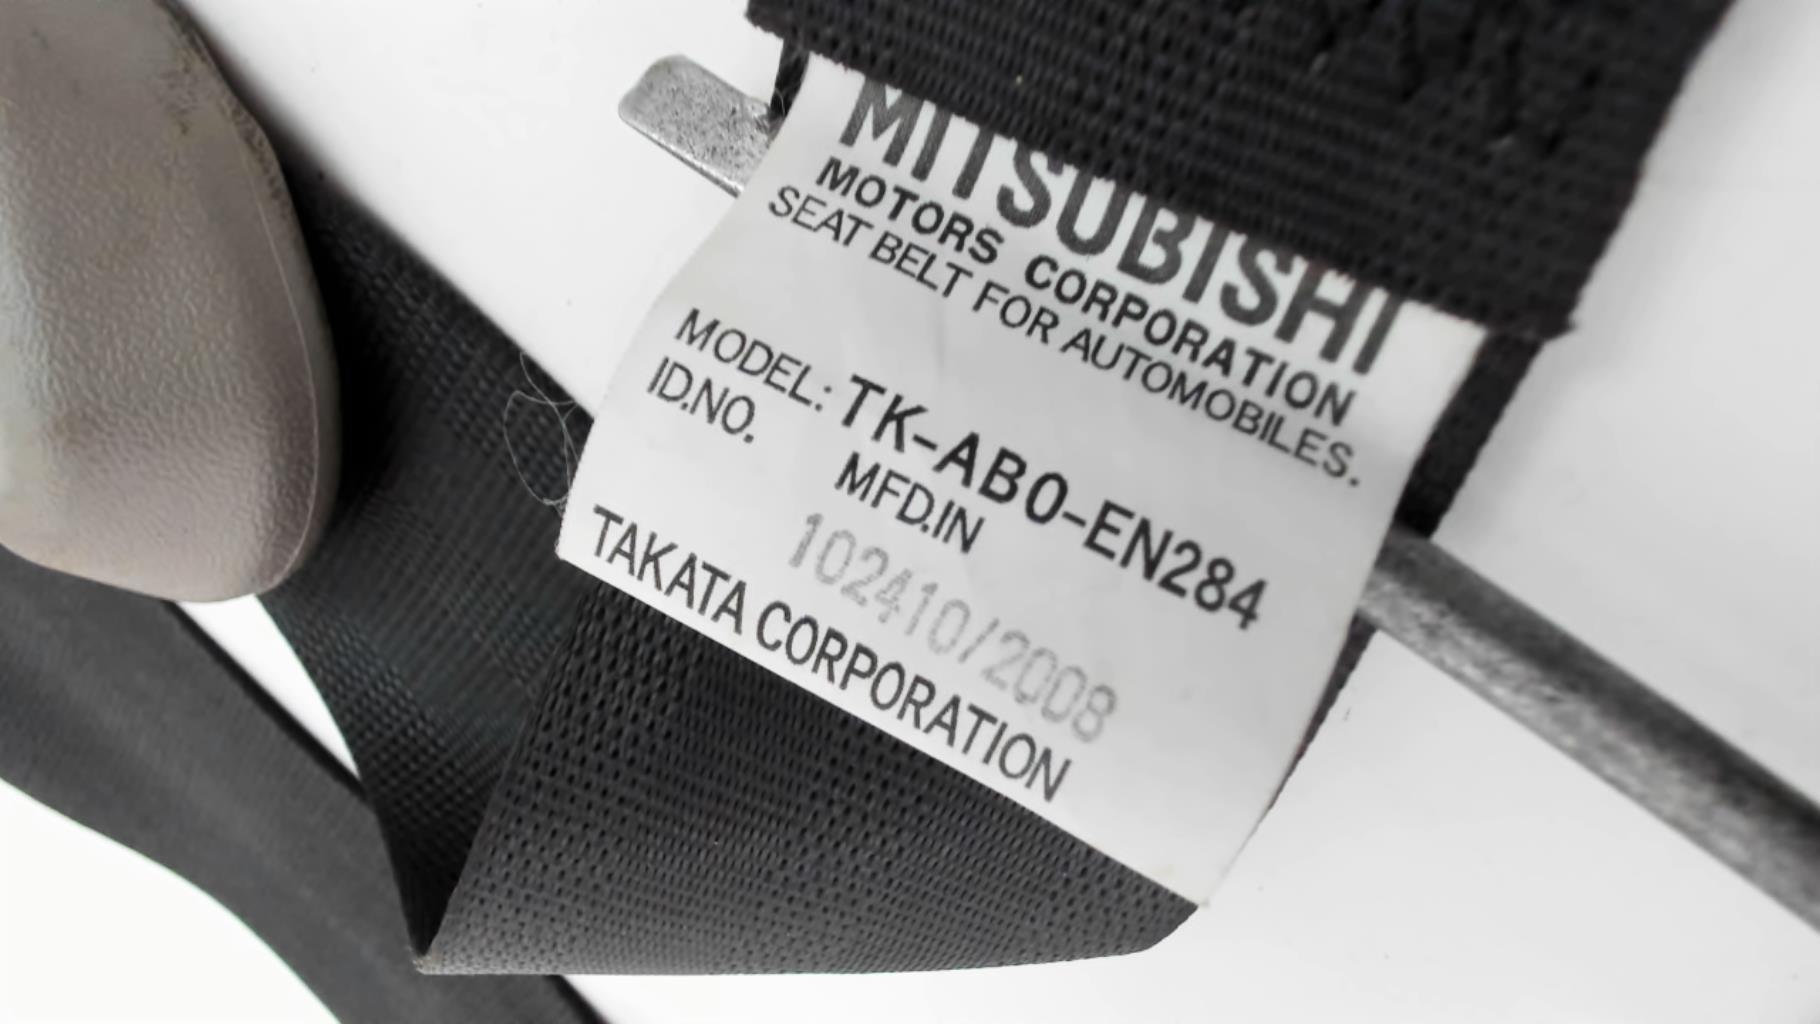 MITSUBISHI
MOTORS CORPORATION
SEAT BELT FOR AUTOMOBILES.
MODEL: TK-AB0-EN284
ID.NO. MFD.IN
102410/2008
TAKATA CORPORATION